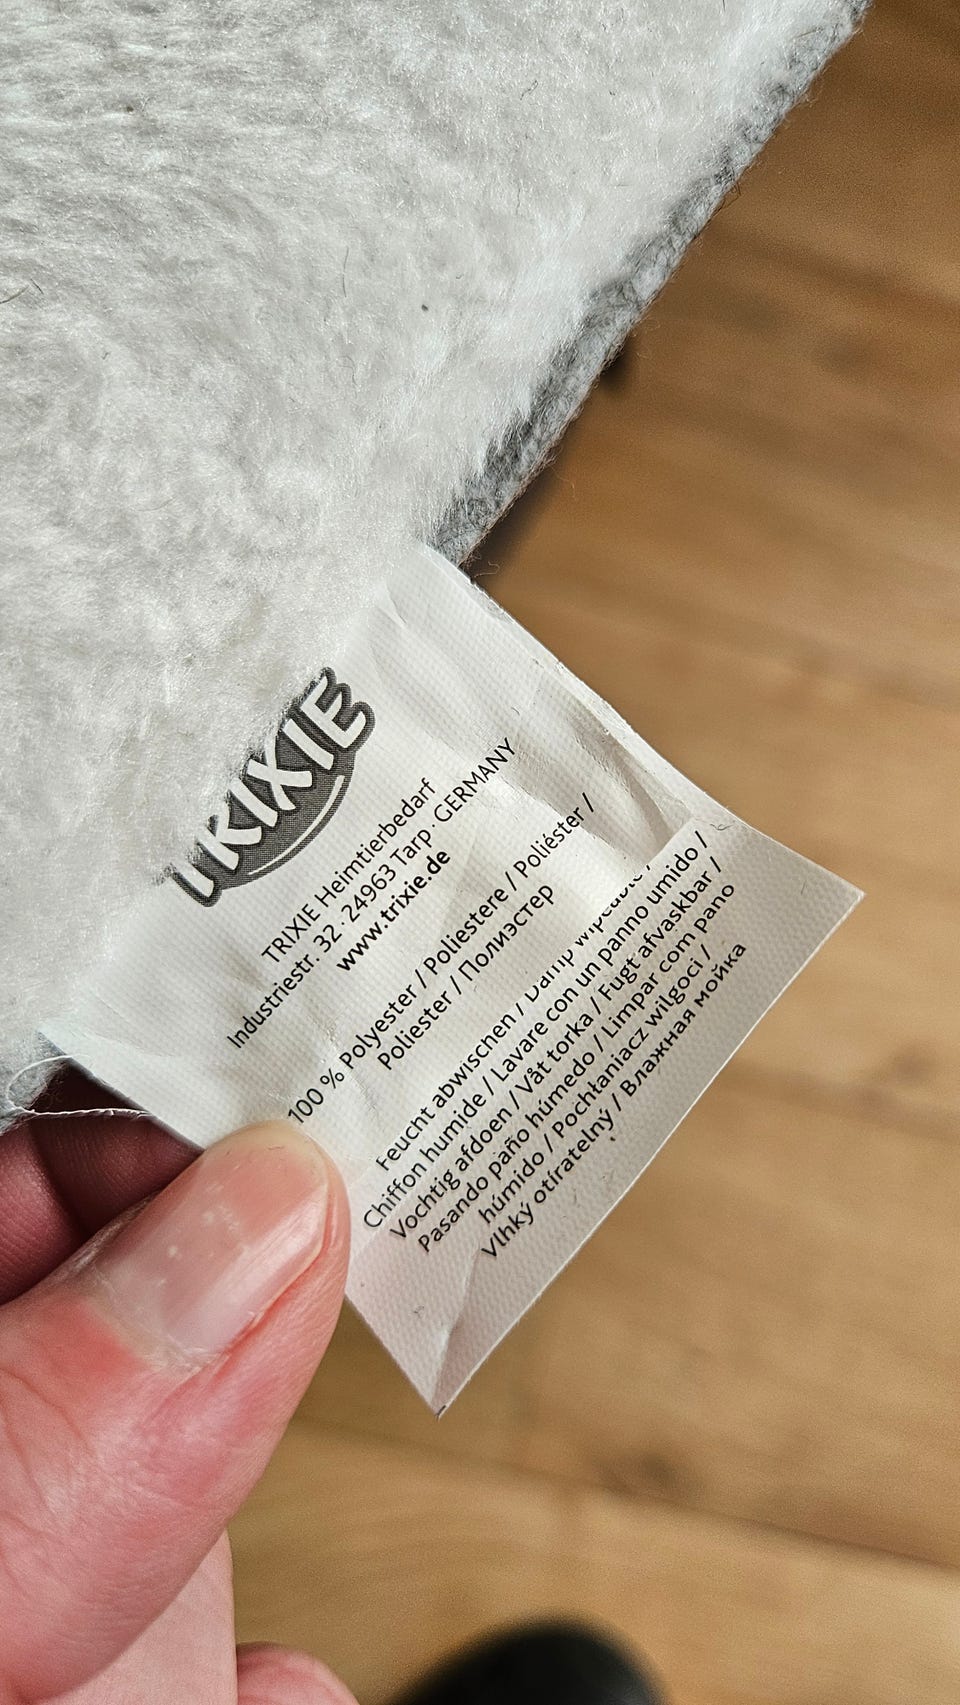 TRIXIE
TRIXIE Heimtierbedarf
Industriestr. 32 · 24963 Tarp · GERMANY
www.trixie.de
100 % Polyester / Poliestere / Poliéster /
Poliester / Полиэстер
Feucht abwischen / Damp wipeable /
Chiffon humide / Lavare con un panno umido /
Vochtig afdoen / Våt torka / Fugt afvaskbar /
Pasando paño húmedo / Limpar com pano
húmido / Pochłaniacz wilgoci /
Vlhký otíratelný / Влажная мойка